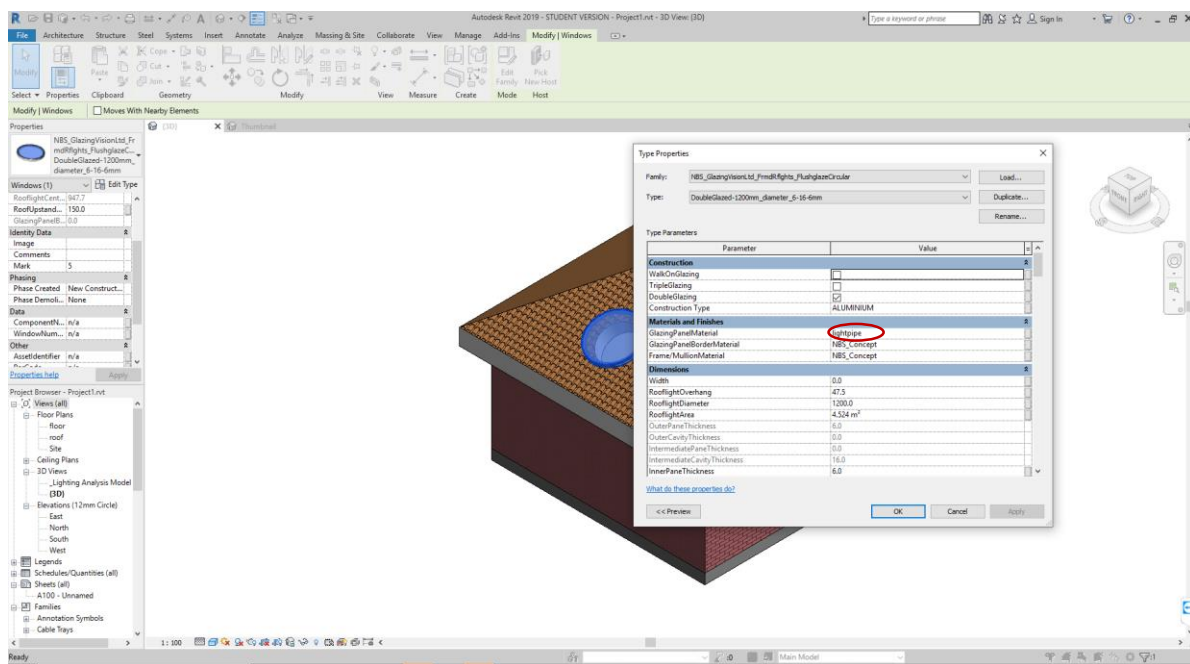 Autodesk Revit 2019 - STUDENT VERSION - Project1.rvt - 3D View: {3D}
Type a keyword or phrase
Sign In
File Architecture Structure Steel Systems Insert Annotate Analyze Massing & Site Collaborate View Manage Add-Ins Modify | Windows
Modify
Paste
Cope
Cut
Join
Edit Family
Pick New Host
Select Properties Clipboard Geometry Modify View Measure Create Mode Host
Modify | Windows Moves With Nearby Elements
Properties
{3D} Thumbnail
NBS_GlazingVisionLtd_Fr
mdRflghts_FlushglazeC...
DoubleGlazed-1200mm_
diameter_6-16-6mm
Windows (1) Edit Type
RooflightCent... 947.7
RoofUpstand... 150.0
GlazingPanelB... 0.0
Identity Data
Image
Comments
Mark 5
Phasing
Phase Created New Construct...
Phase Demoli... None
Data
ComponentN... n/a
WindowNum... n/a
Other
AssetIdentifier n/a
Properties help Apply
Project Browser - Project1.rvt
Views (all)
Floor Plans
floor
roof
Site
Ceiling Plans
3D Views
_Lighting Analysis Model
{3D}
Elevations (12mm Circle)
East
North
South
West
Legends
Schedules/Quantities (all)
Sheets (all)
A100 - Unnamed
Families
Annotation Symbols
Cable Trays
Type Properties
Family: NBS_GlazingVisionLtd_FrmdRflghts_FlushglazeCircular Load...
Type: DoubleGlazed-1200mm_diameter_6-16-6mm Duplicate...
Rename...
Type Parameters
Parameter Value =
Construction
WalkOnGlazing
TripleGlazing
DoubleGlazing
Construction Type ALUMINIUM
Materials and Finishes
GlazingPanelMaterial lightpipe
GlazingPanelBorderMaterial NBS_Concept
Frame/MullionMaterial NBS_Concept
Dimensions
Width 0.0
RooflightOverhang 47.5
RooflightDiameter 1200.0
RooflightArea 4.524 m²
OuterPaneThickness 6.0
OuterCavityThickness 0.0
IntermediatePaneThickness 0.0
IntermediateCavityThickness 16.0
InnerPaneThickness 6.0
What do these properties do?
<< Preview OK Cancel Apply
TOP
FRONT
RIGHT
1 : 100
Ready
:0 Main Model
:1